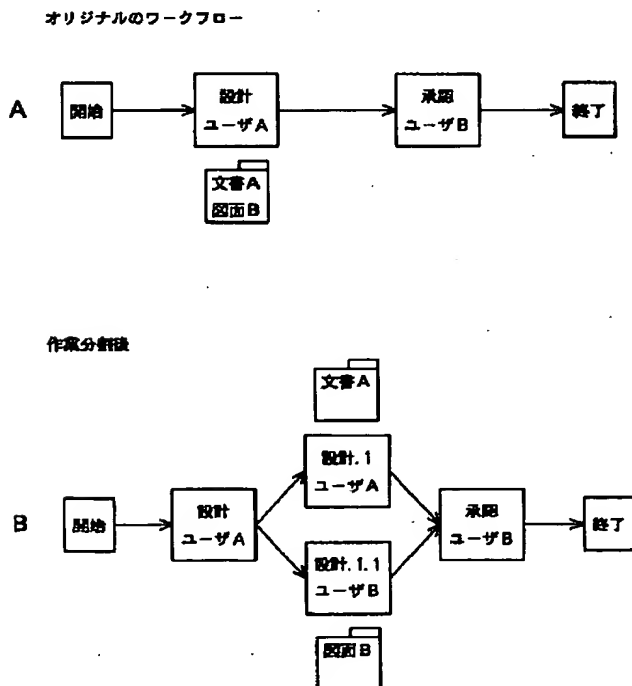 オリジナルのワークフロー
A
開始
設計
ユーザA
承認
ユーザB
終了
文書A
図面B
作業分割後
文書A
設計.1
ユーザA
B
開始
設計
ユーザA
承認
ユーザB
終了
設計.1.1
ユーザB
図面B